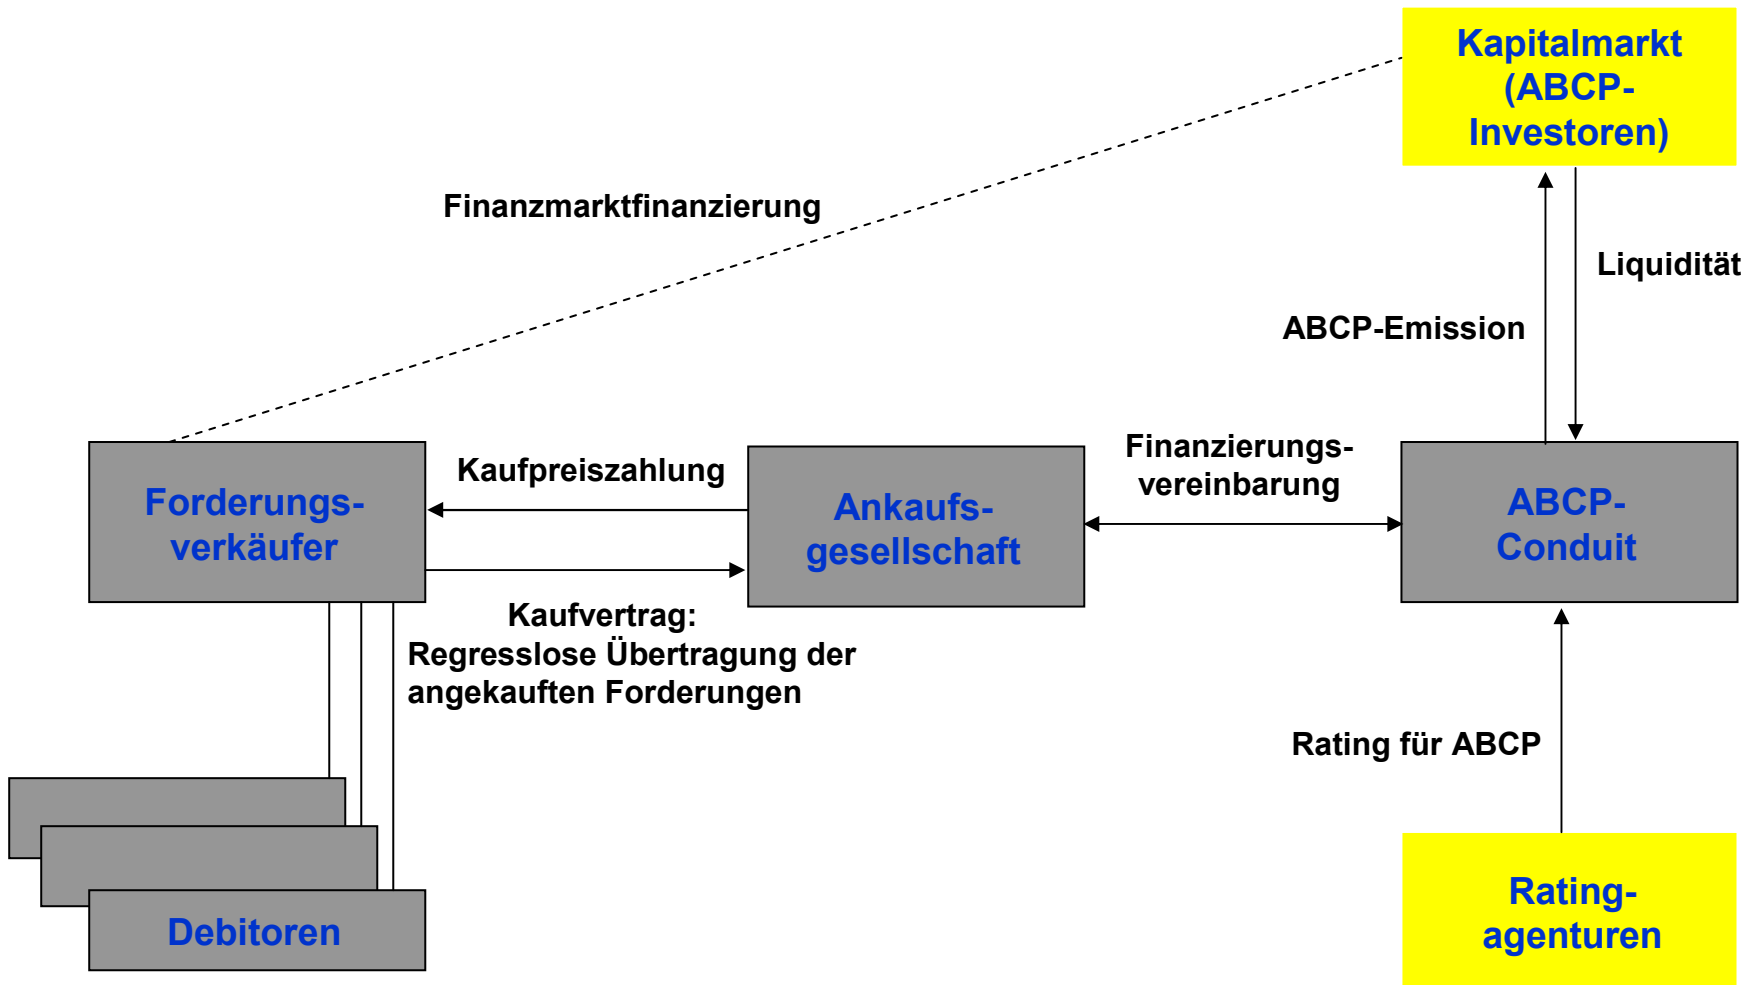 Kapitalmarkt
(ABCP-
Investoren)
Finanzmarktfinanzierung
Liquidität
ABCP-Emission
Forderungs-
verkäufer
Kaufpreiszahlung
Ankaufs-
gesellschaft
Finanzierungs-
vereinbarung
ABCP-
Conduit
Kaufvertrag:
Regresslose Übertragung der
angekauften Forderungen
Rating für ABCP
Debitoren
Rating-
agenturen